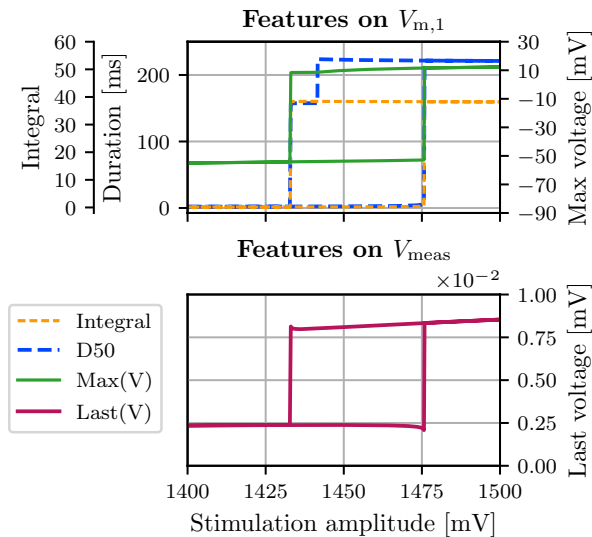 Features on V_m,1
60
50
40
30
20
10
0
Integral
200
100
0
Duration [ms]
30
10
−10
−30
−50
−70
−90
Max voltage [mV]
Features on V_meas
×10⁻²
1.00
0.75
0.50
0.25
0.00
Last voltage [mV]
Integral
D50
Max(V)
Last(V)
1400 1425 1450 1475 1500
Stimulation amplitude [mV]